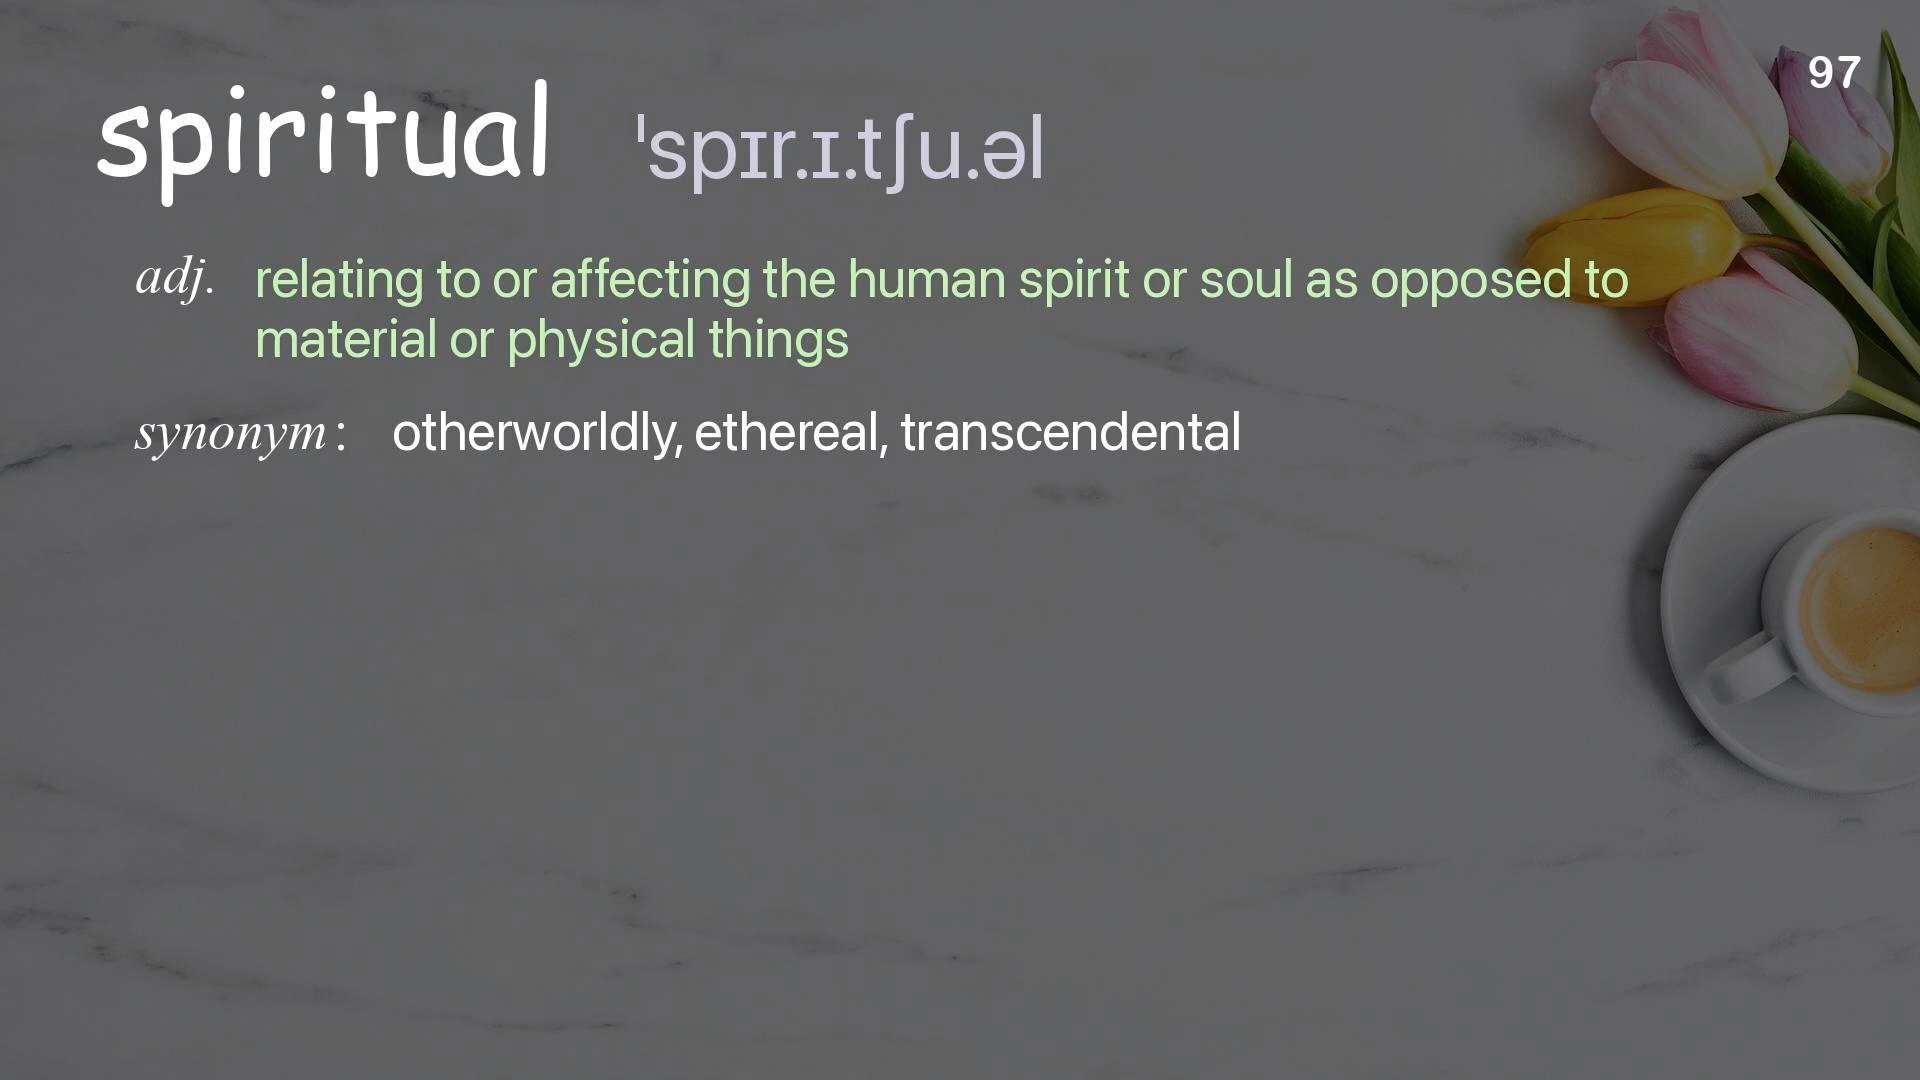 97
spiritual ˈspɪr.ɪ.tʃu.əl
adj. relating to or affecting the human spirit or soul as opposed to
material or physical things
synonym: otherworldly, ethereal, transcendental